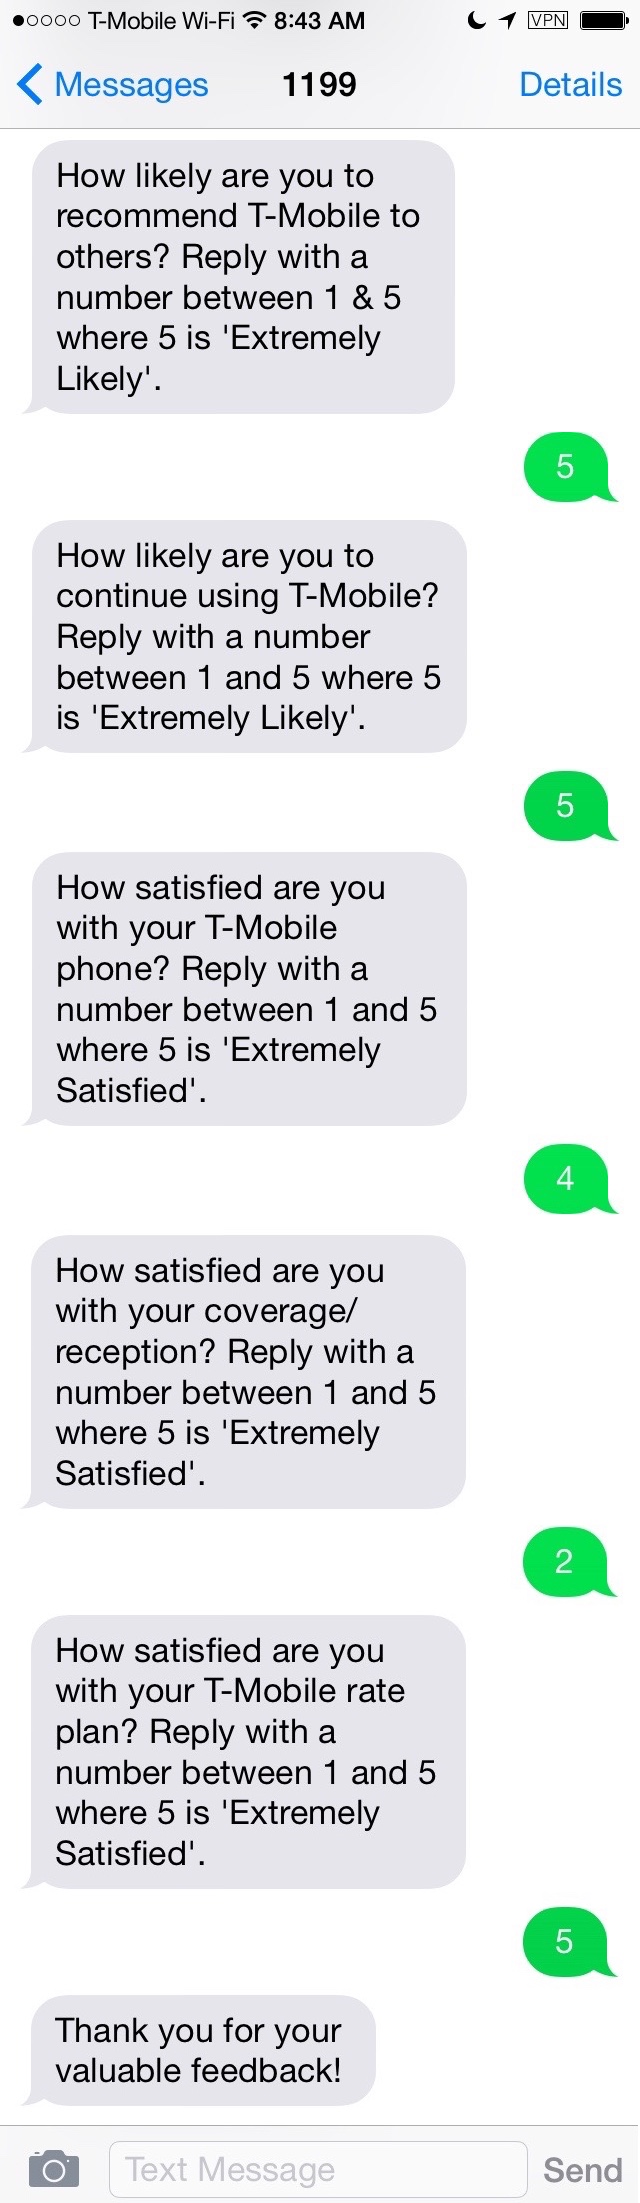 T-Mobile Wi-Fi 8:43 AM VPN
Messages 1199 Details
How likely are you to
recommend T-Mobile to
others? Reply with a
number between 1 & 5
where 5 is 'Extremely
Likely'.
5
How likely are you to
continue using T-Mobile?
Reply with a number
between 1 and 5 where 5
is 'Extremely Likely'.
5
How satisfied are you
with your T-Mobile
phone? Reply with a
number between 1 and 5
where 5 is 'Extremely
Satisfied'.
4
How satisfied are you
with your coverage/
reception? Reply with a
number between 1 and 5
where 5 is 'Extremely
Satisfied'.
2
How satisfied are you
with your T-Mobile rate
plan? Reply with a
number between 1 and 5
where 5 is 'Extremely
Satisfied'.
5
Thank you for your
valuable feedback!
Text Message Send